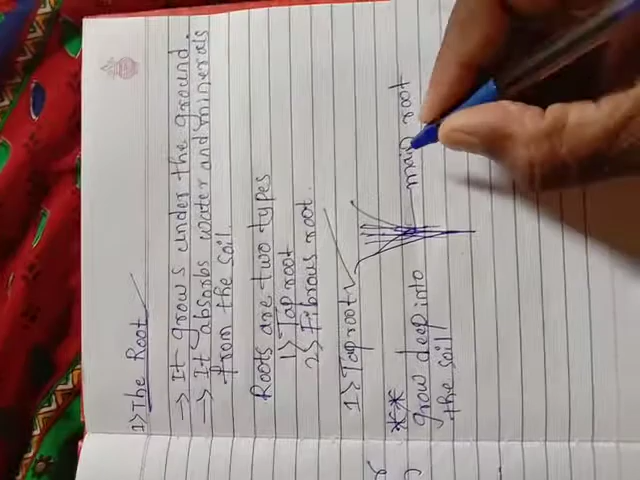 1> The Root
→ It grows under the ground.
→ It absorbs water and minerals
from the soil.
Roots are two types
1> Tap root
2> Fibrous root.
1> Tap root
main root
** grow deep into
the soil